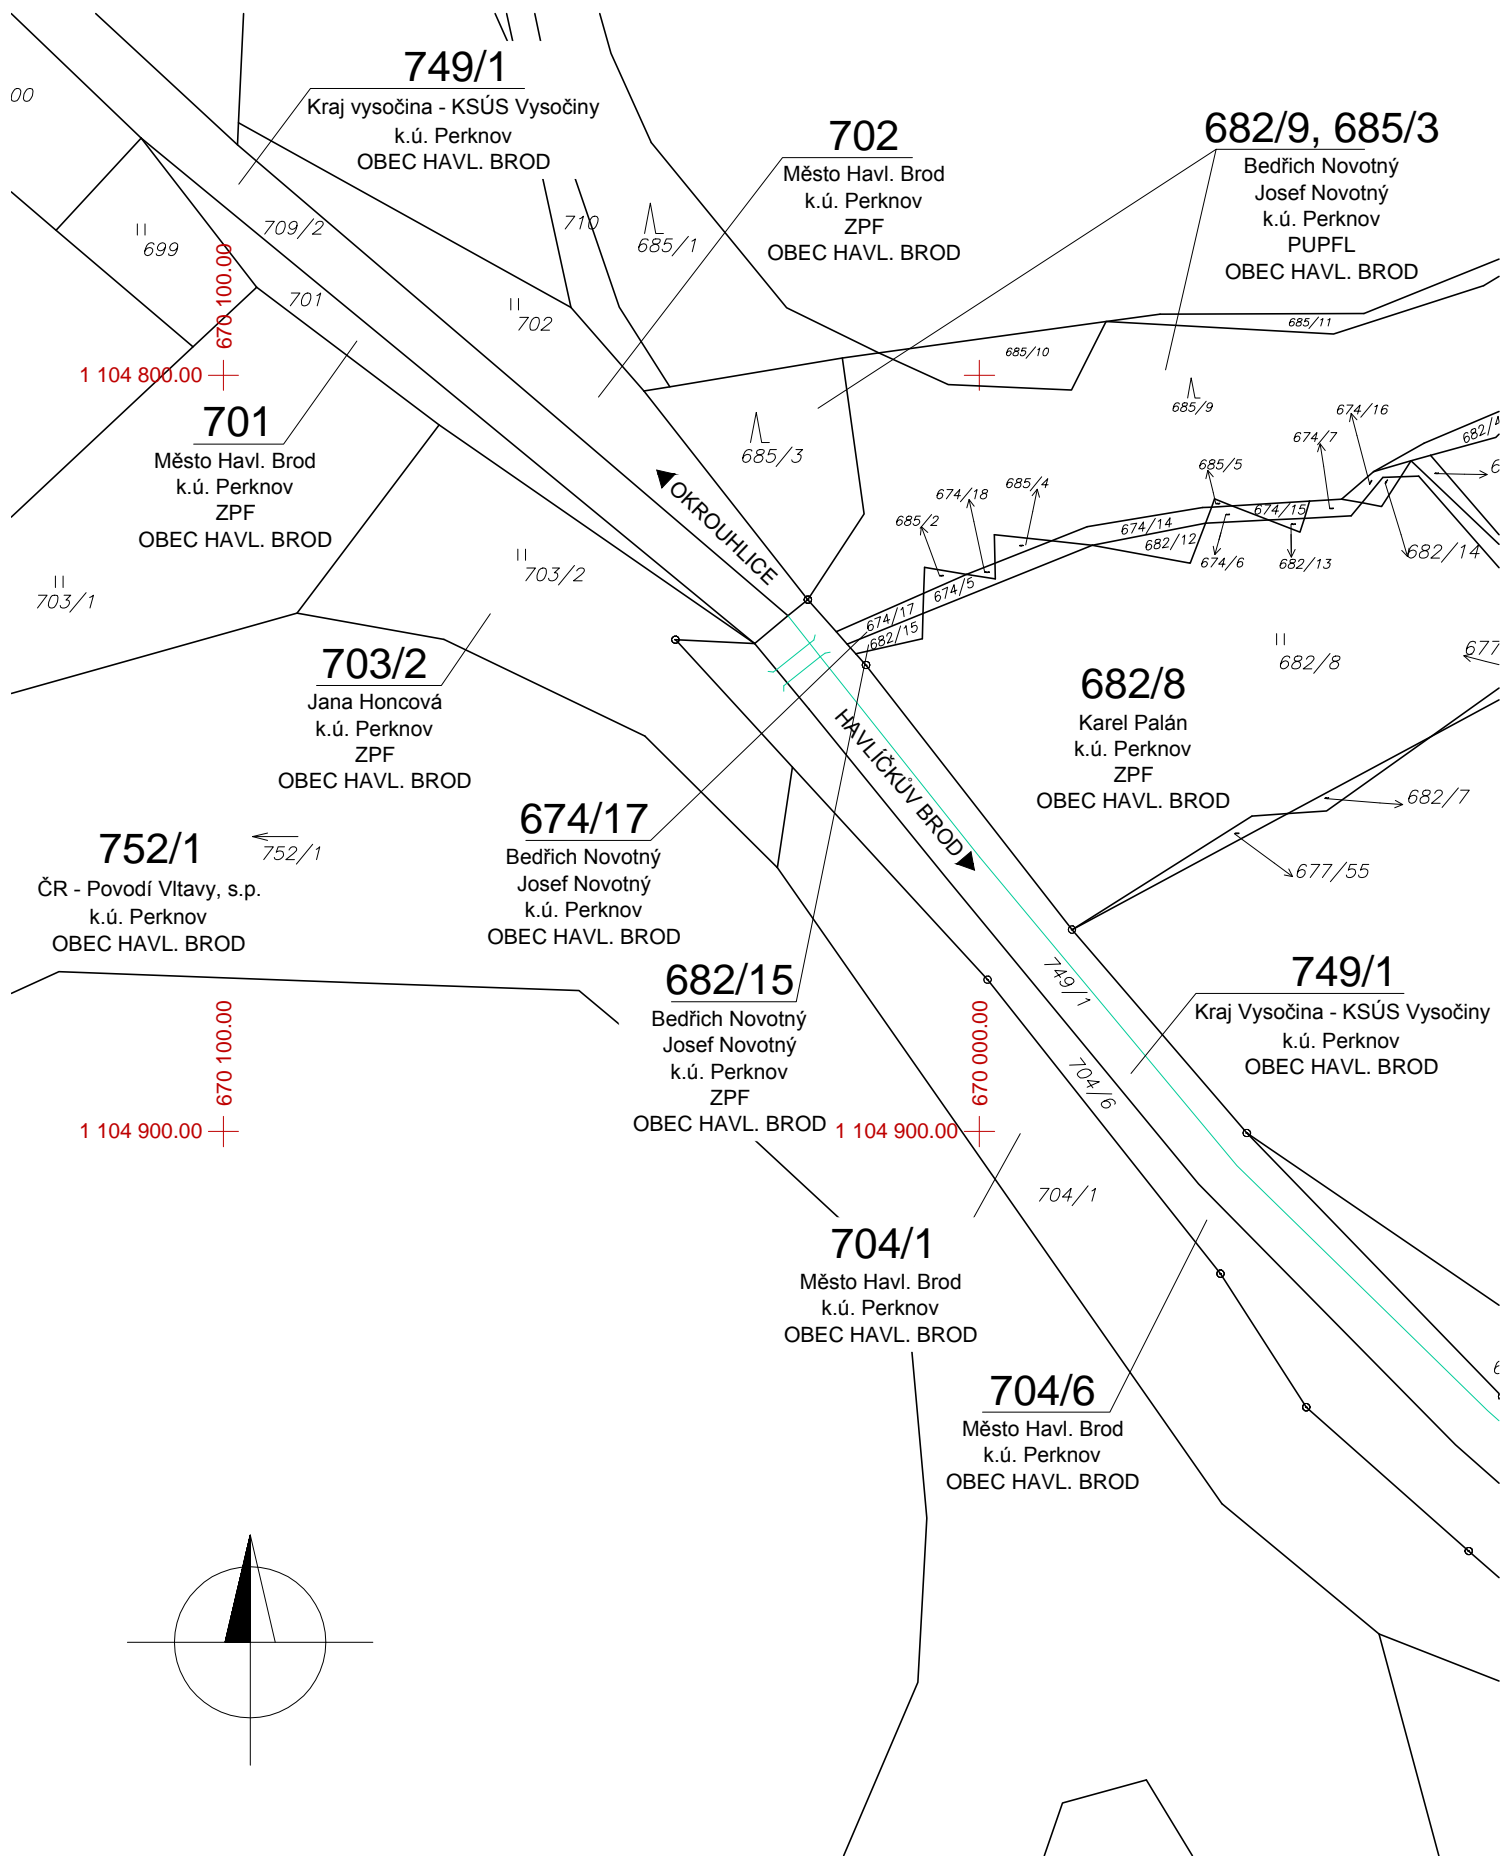 749/1
Kraj vysočina - KSÚS Vysočiny
k.ú. Perknov
OBEC HAVL. BROD
702
Město Havl. Brod
k.ú. Perknov
ZPF
OBEC HAVL. BROD
682/9, 685/3
Bedřich Novotný
Josef Novotný
k.ú. Perknov
PUPFL
OBEC HAVL. BROD
00
699
709/2
710
685/1
701
702
670 100.00
1 104 800.00
685/10
685/11
685/9
674/16
674/7
682/4
701
Město Havl. Brod
k.ú. Perknov
ZPF
OBEC HAVL. BROD
685/3
OKROUHLICE
685/2
674/18
685/4
685/5
674/14
674/15
682/12
674/6
682/13
682/14
6
703/1
703/2
674/5
674/17
682/15
682/8
677
703/2
Jana Honcová
k.ú. Perknov
ZPF
OBEC HAVL. BROD
682/8
Karel Palán
k.ú. Perknov
ZPF
OBEC HAVL. BROD
HAVLÍČKŮV BROD
682/7
677/55
752/1
ČR - Povodí Vltavy, s.p.
k.ú. Perknov
OBEC HAVL. BROD
752/1
674/17
Bedřich Novotný
Josef Novotný
k.ú. Perknov
OBEC HAVL. BROD
682/15
Bedřich Novotný
Josef Novotný
k.ú. Perknov
ZPF
OBEC HAVL. BROD
749/1
749/1
Kraj Vysočina - KSÚS Vysočiny
k.ú. Perknov
OBEC HAVL. BROD
670 100.00
1 104 900.00
670 000.00
1 104 900.00
704/6
704/1
704/1
Město Havl. Brod
k.ú. Perknov
OBEC HAVL. BROD
704/6
Město Havl. Brod
k.ú. Perknov
OBEC HAVL. BROD
6